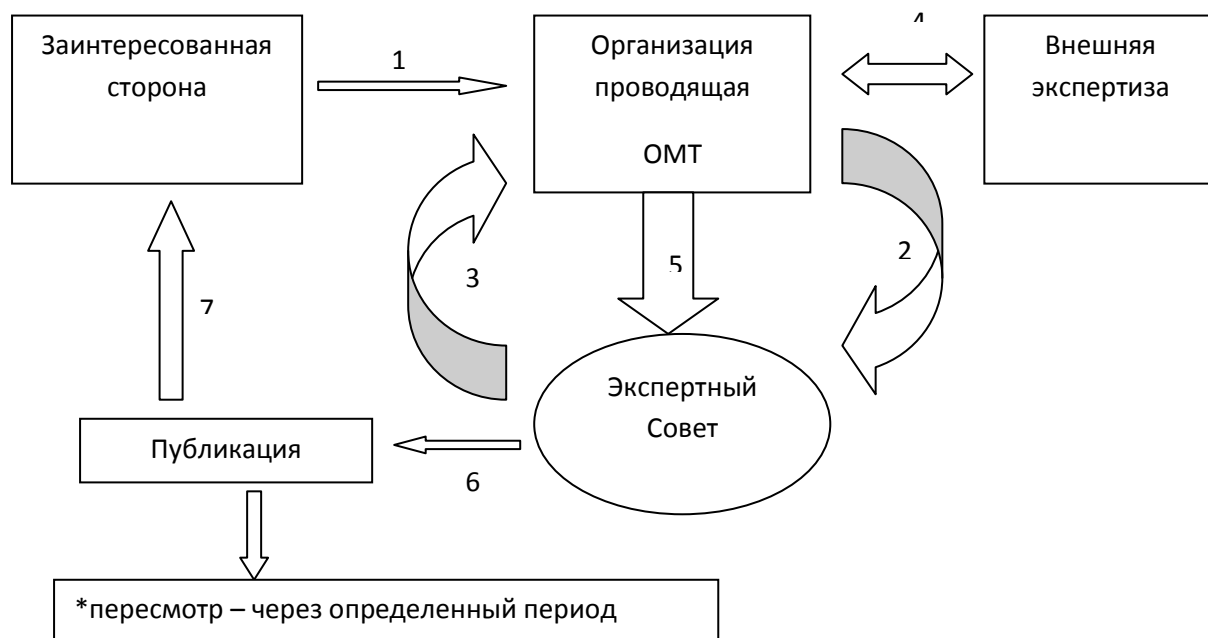 Заинтересованная
сторона
1
Организация
проводящая
ОМТ
4
Внешняя
экспертиза
3
5
2
7
Экспертный
Совет
Публикация
6
*пересмотр – через определенный период